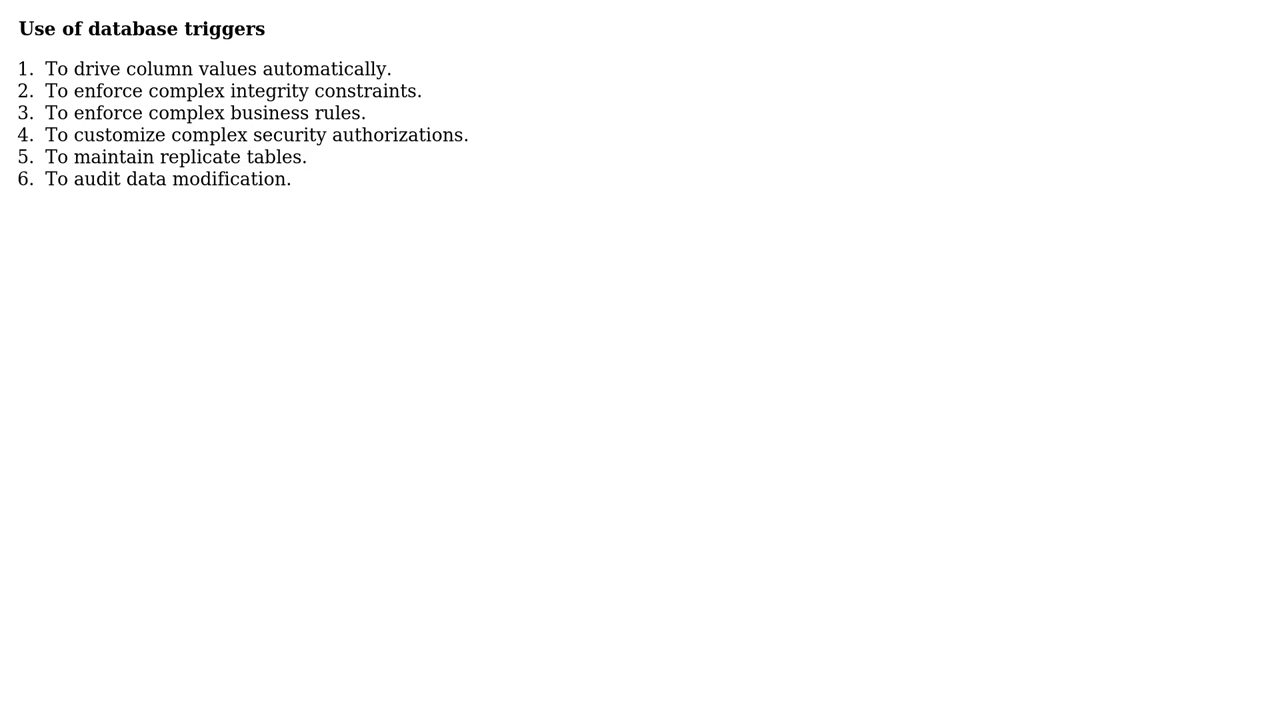 Use of database triggers
1. To drive column values automatically.
2. To enforce complex integrity constraints.
3. To enforce complex business rules.
4. To customize complex security authorizations.
5. To maintain replicate tables.
6. To audit data modification.